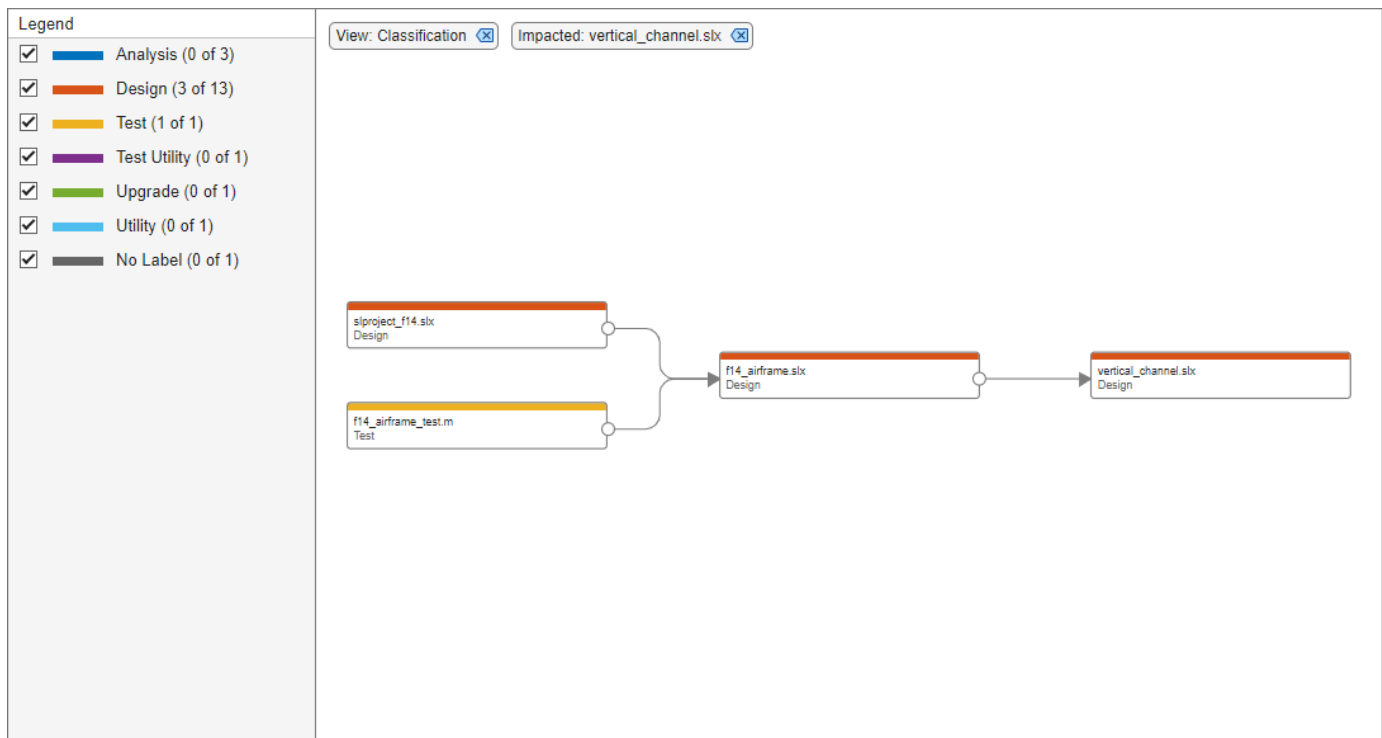 Legend
Analysis (0 of 3)
Design (3 of 13)
Test (1 of 1)
Test Utility (0 of 1)
Upgrade (0 of 1)
Utility (0 of 1)
No Label (0 of 1)
View: Classification
Impacted: vertical_channel.slx
slproject_f14.slx
Design
f14_airframe_test.m
Test
f14_airframe.slx
Design
vertical_channel.slx
Design